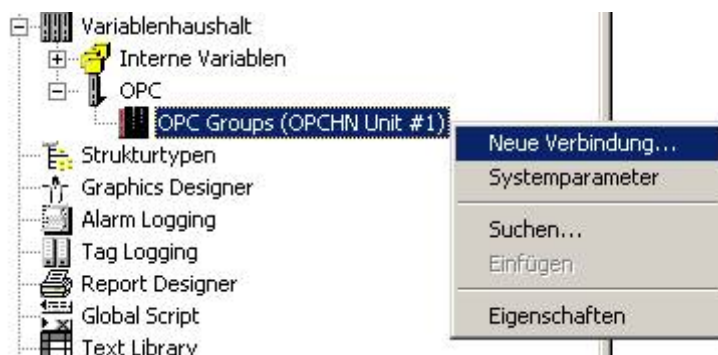 Variablenhaushalt
Interne Variablen
OPC
OPC Groups (OPCHN Unit #1)
Strukturtypen
Graphics Designer
Alarm Logging
Tag Logging
Report Designer
Global Script
Text Library
Neue Verbindung...
Systemparameter
Suchen...
Einfügen
Eigenschaften